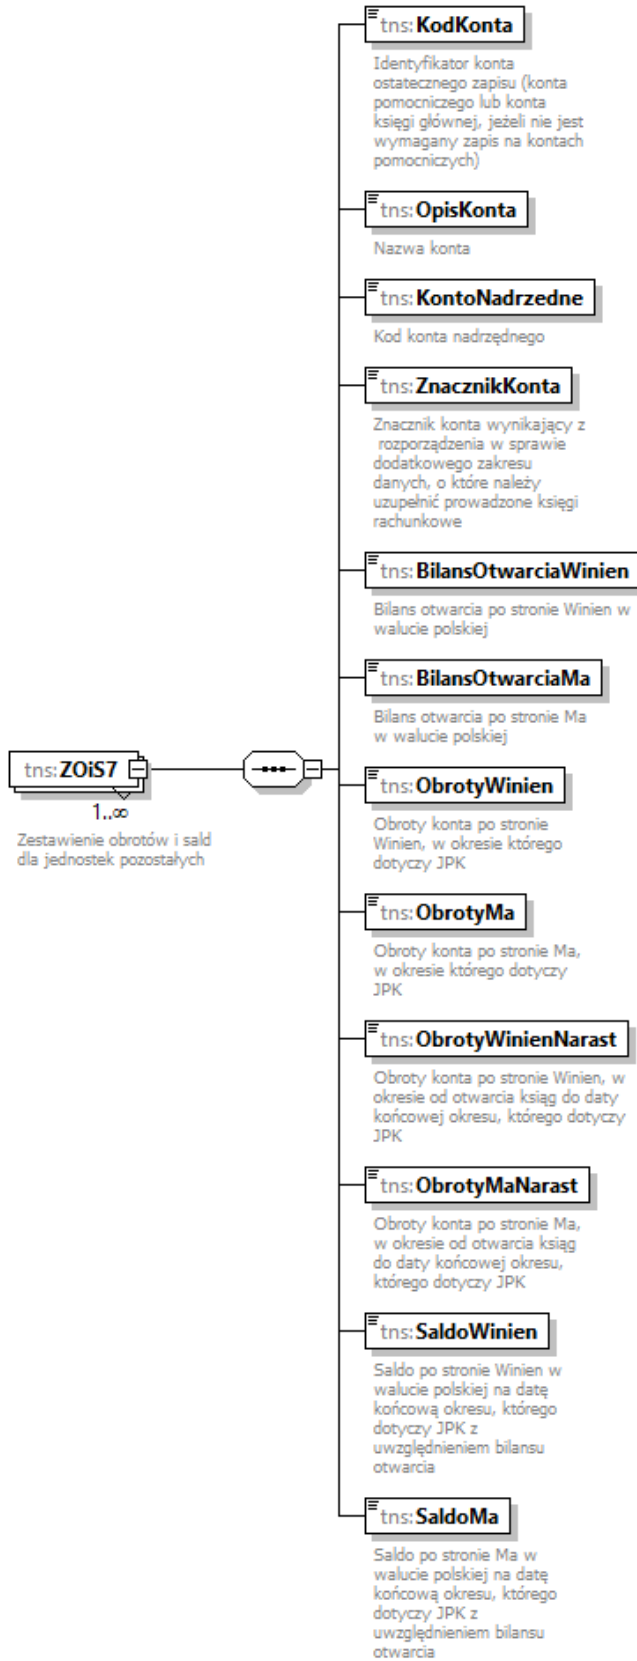 tns:KodKonta
Identyfikator konta
ostatecznego zapisu (konta
pomocniczego lub konta
księgi głównej, jeżeli nie jest
wymagany zapis na kontach
pomocniczych)
tns:OpisKonta
Nazwa konta
tns:KontoNadrzedne
Kod konta nadrzędnego
tns:ZnacznikKonta
Znacznik konta wynikający z
rozporządzenia w sprawie
dodatkowego zakresu
danych, o które należy
uzupełnić prowadzone księgi
rachunkowe
tns:BilansOtwarciaWinien
Bilans otwarcia po stronie Winien w
walucie polskiej
tns:BilansOtwarciaMa
Bilans otwarcia po stronie Ma
w walucie polskiej
tns:ZOiS7
1..∞
Zestawienie obrotów i sald
dla jednostek pozostałych
tns:ObrotyWinien
Obroty konta po stronie
Winien, w okresie którego
dotyczy JPK
tns:ObrotyMa
Obroty konta po stronie Ma,
w okresie którego dotyczy
JPK
tns:ObrotyWinienNarast
Obroty konta po stronie Winien, w
okresie od otwarcia ksiąg do daty
końcowej okresu, którego dotyczy
JPK
tns:ObrotyMaNarast
Obroty konta po stronie Ma,
w okresie od otwarcia ksiąg
do daty końcowej okresu,
którego dotyczy JPK
tns:SaldoWinien
Saldo po stronie Winien w
walucie polskiej na datę
końcową okresu, którego
dotyczy JPK z
uwzględnieniem bilansu
otwarcia
tns:SaldoMa
Saldo po stronie Ma w
walucie polskiej na datę
końcową okresu, którego
dotyczy JPK z
uwzględnieniem bilansu
otwarcia